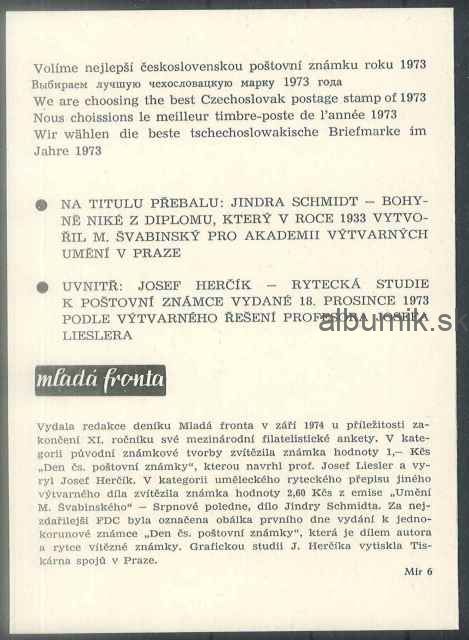 Volíme nejlepší československou poštovní známku roku 1973
Выбираем лучшую чехословацкую марку 1973 года
We are choosing the best Czechoslovak postage stamp of 1973
Nous choissions le meilleur timbre-poste de l'année 1973
Wir wählen die beste tschechoslowakische Briefmarke im
Jahre 1973
● NA TITULU PŘEBALU: JINDRA SCHMIDT — BOHY-
NĚ NIKÉ Z DIPLOMU, KTERÝ V ROCE 1933 VYTVO-
ŘIL M. ŠVABINSKÝ PRO AKADEMII VÝTVARNÝCH
UMĚNÍ V PRAZE
● UVNITŘ: JOSEF HERČÍK — RYTECKÁ STUDIE
K POŠTOVNÍ ZNÁMCE VYDANÉ 18. PROSINCE 1973
PODLE VÝTVARNÉHO ŘEŠENÍ PROFESORA JOSEFA
LIESLERA
albumik.sk
mladá fronta
Vydala redakce deníku Mladá fronta v září 1974 u příležitosti za-
končení XI. ročníku své mezinárodní filatelistické ankety. V kate-
gorii původní známkové tvorby zvítězila známka hodnoty 1,— Kčs
„Den čs. poštovní známky", kterou navrhl prof. Josef Liesler a vy-
ryl Josef Herčík. V kategorii uměleckého ryteckého přepisu jiného
výtvarného díla zvítězila známka hodnoty 2,60 Kčs z emise „Umění
M. Švabinského" — Srpnové poledne, dílo Jindry Schmidta. Za nej-
zdařilejší FDC byla označena obálka prvního dne vydání k jedno-
korunové známce „Den čs. poštovní známky", která je dílem autora
a rytce vítězné známky. Grafickou studii J. Herčíka vytiskla Tis-
kárna spojů v Praze.
Mír 6